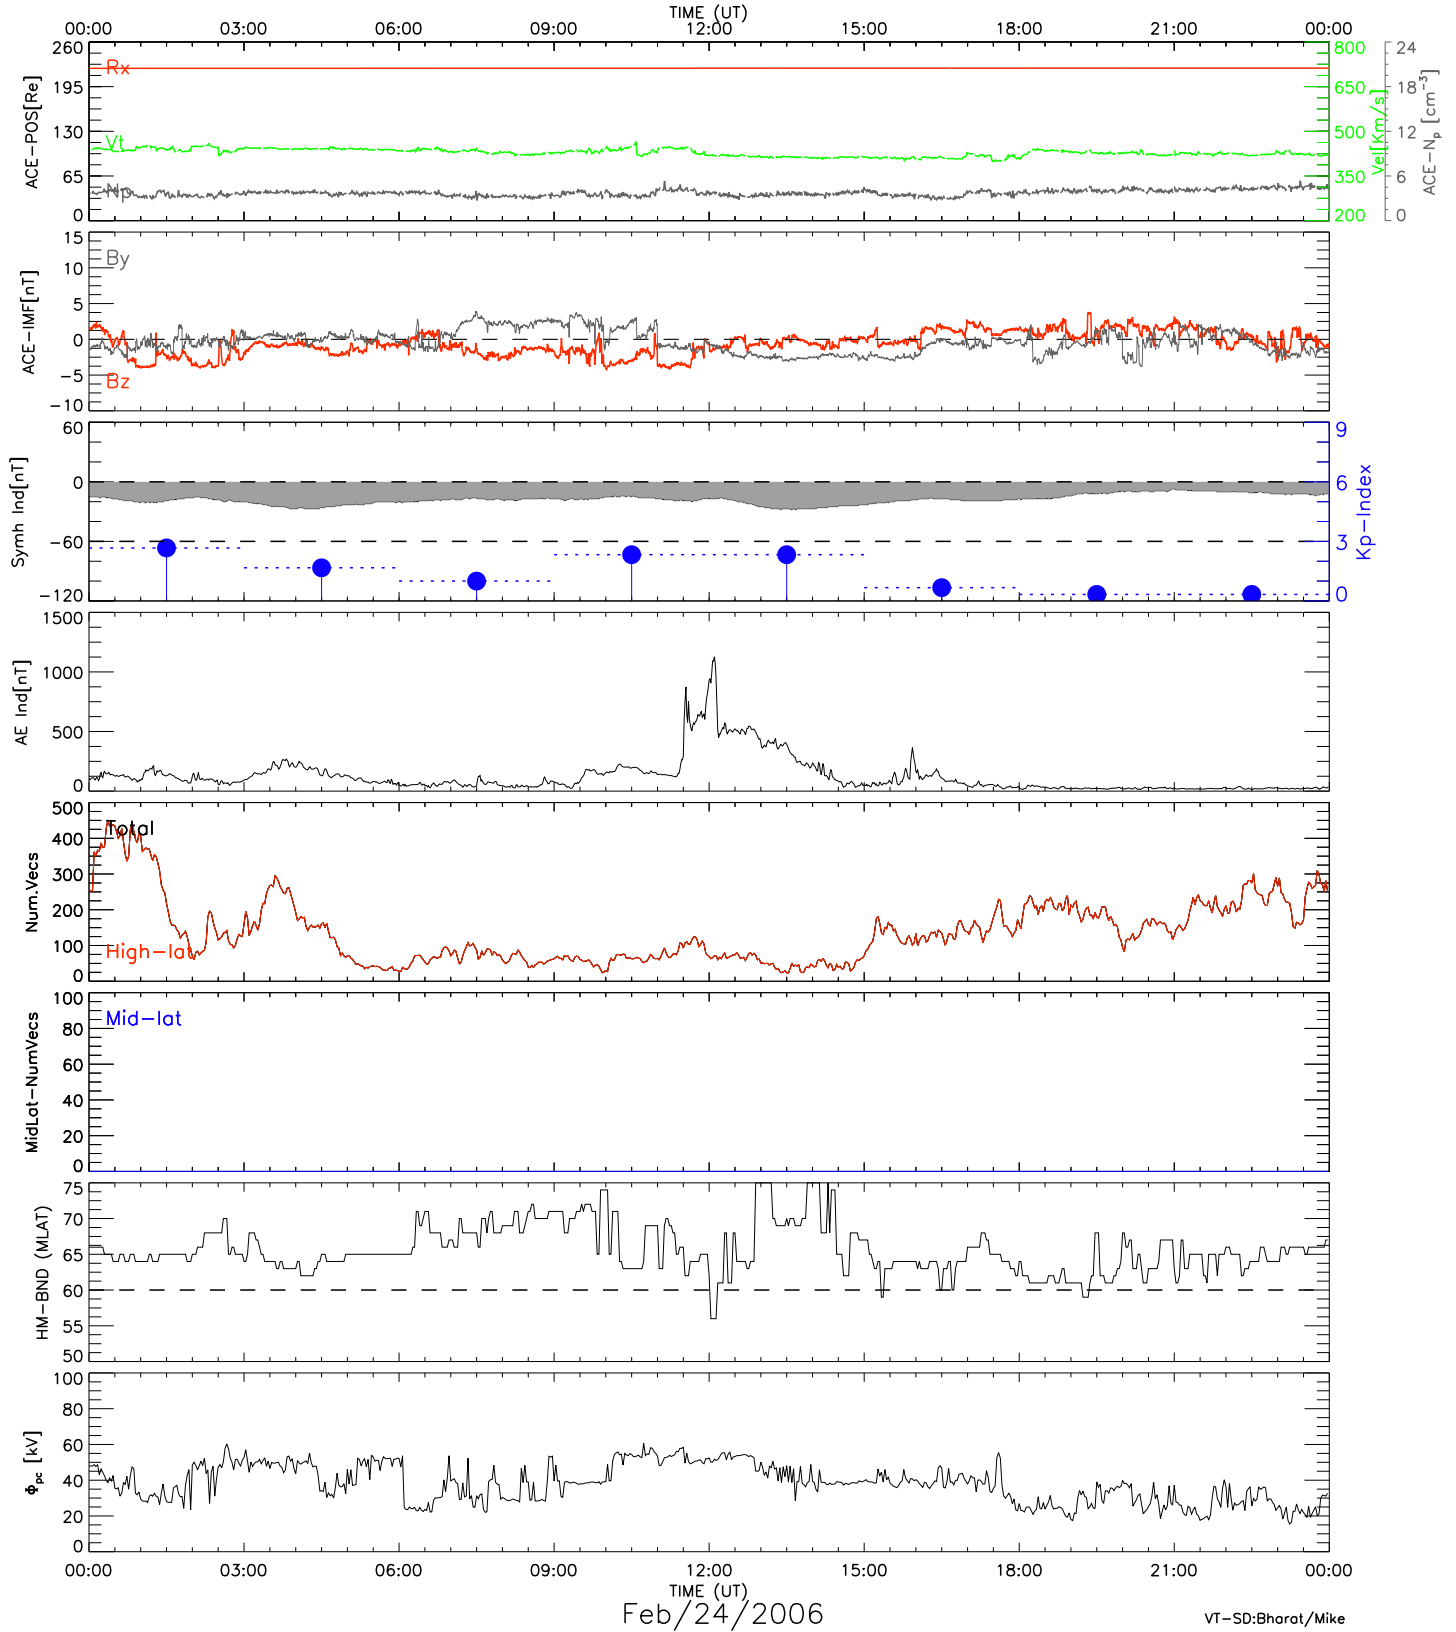 TIME (UT)
00:00 03:00 06:00 09:00 12:00 15:00 18:00 21:00 00:00
260 195 130 65 0
ACE-POS[Re]
Rx
Vt
Np
800 650 500 350 200
Vel[Km/s]
24 18 12 6 0
ACE-Np [cm-3]
15 10 5 0 -5 -10
ACE-IMF[nT]
By
Bz
60 0 -60 -120
Symh Ind[nT]
9 6 3 0
Kp-Index
1500 1000 500 0
AE Ind[nT]
500 400 300 200 100 0
Num.Vecs
Total
High-lat
100 80 60 40 20 0
MidLat-NumVecs
Mid-lat
75 70 65 60 55 50
HM-BND (MLAT)
100 80 60 40 20 0
Φpc [kV]
00:00 03:00 06:00 09:00 12:00 15:00 18:00 21:00 00:00
TIME (UT)
Feb/24/2006
VT-SD:Bharat/Mike